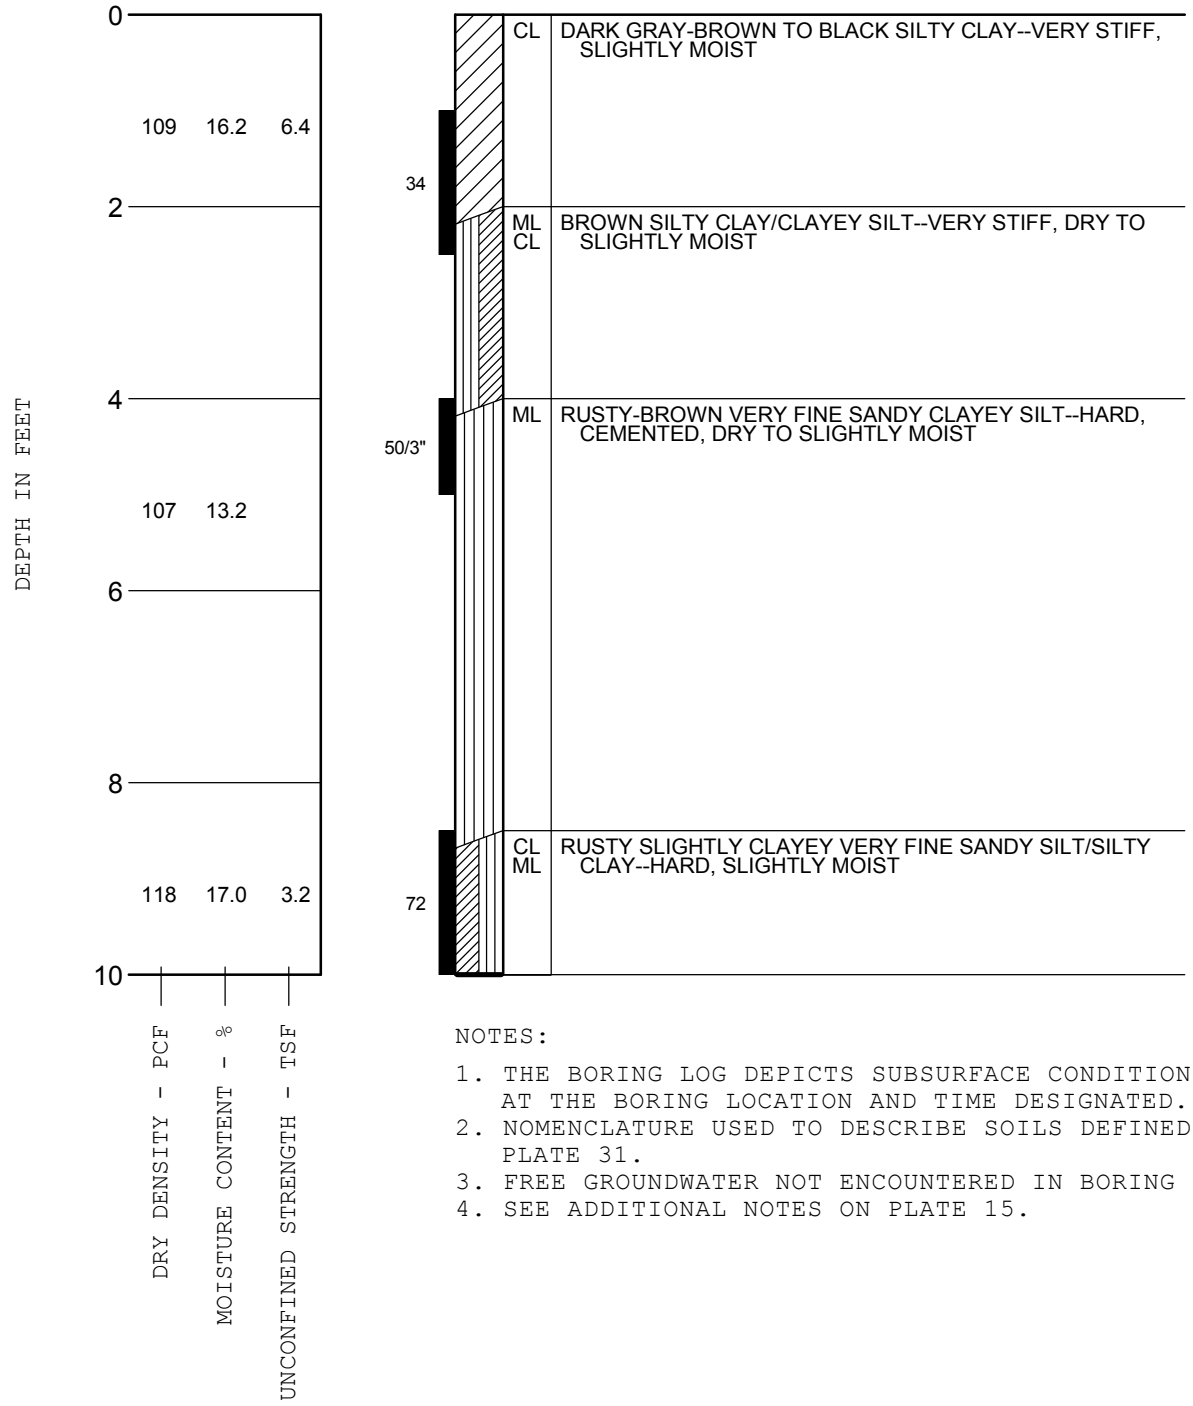 0
CL DARK GRAY-BROWN TO BLACK SILTY CLAY--VERY STIFF,
SLIGHTLY MOIST
109 16.2 6.4
34
2
ML BROWN SILTY CLAY/CLAYEY SILT--VERY STIFF, DRY TO
CL SLIGHTLY MOIST
4
ML RUSTY-BROWN VERY FINE SANDY CLAYEY SILT--HARD,
CEMENTED, DRY TO SLIGHTLY MOIST
50/3"
107 13.2
DEPTH IN FEET
6
8
CL RUSTY SLIGHTLY CLAYEY VERY FINE SANDY SILT/SILTY
ML CLAY--HARD, SLIGHTLY MOIST
118 17.0 3.2
72
10
DRY DENSITY - PCF
MOISTURE CONTENT - %
UNCONFINED STRENGTH - TSF
NOTES:
1. THE BORING LOG DEPICTS SUBSURFACE CONDITION
AT THE BORING LOCATION AND TIME DESIGNATED.
2. NOMENCLATURE USED TO DESCRIBE SOILS DEFINED
PLATE 31.
3. FREE GROUNDWATER NOT ENCOUNTERED IN BORING
4. SEE ADDITIONAL NOTES ON PLATE 15.